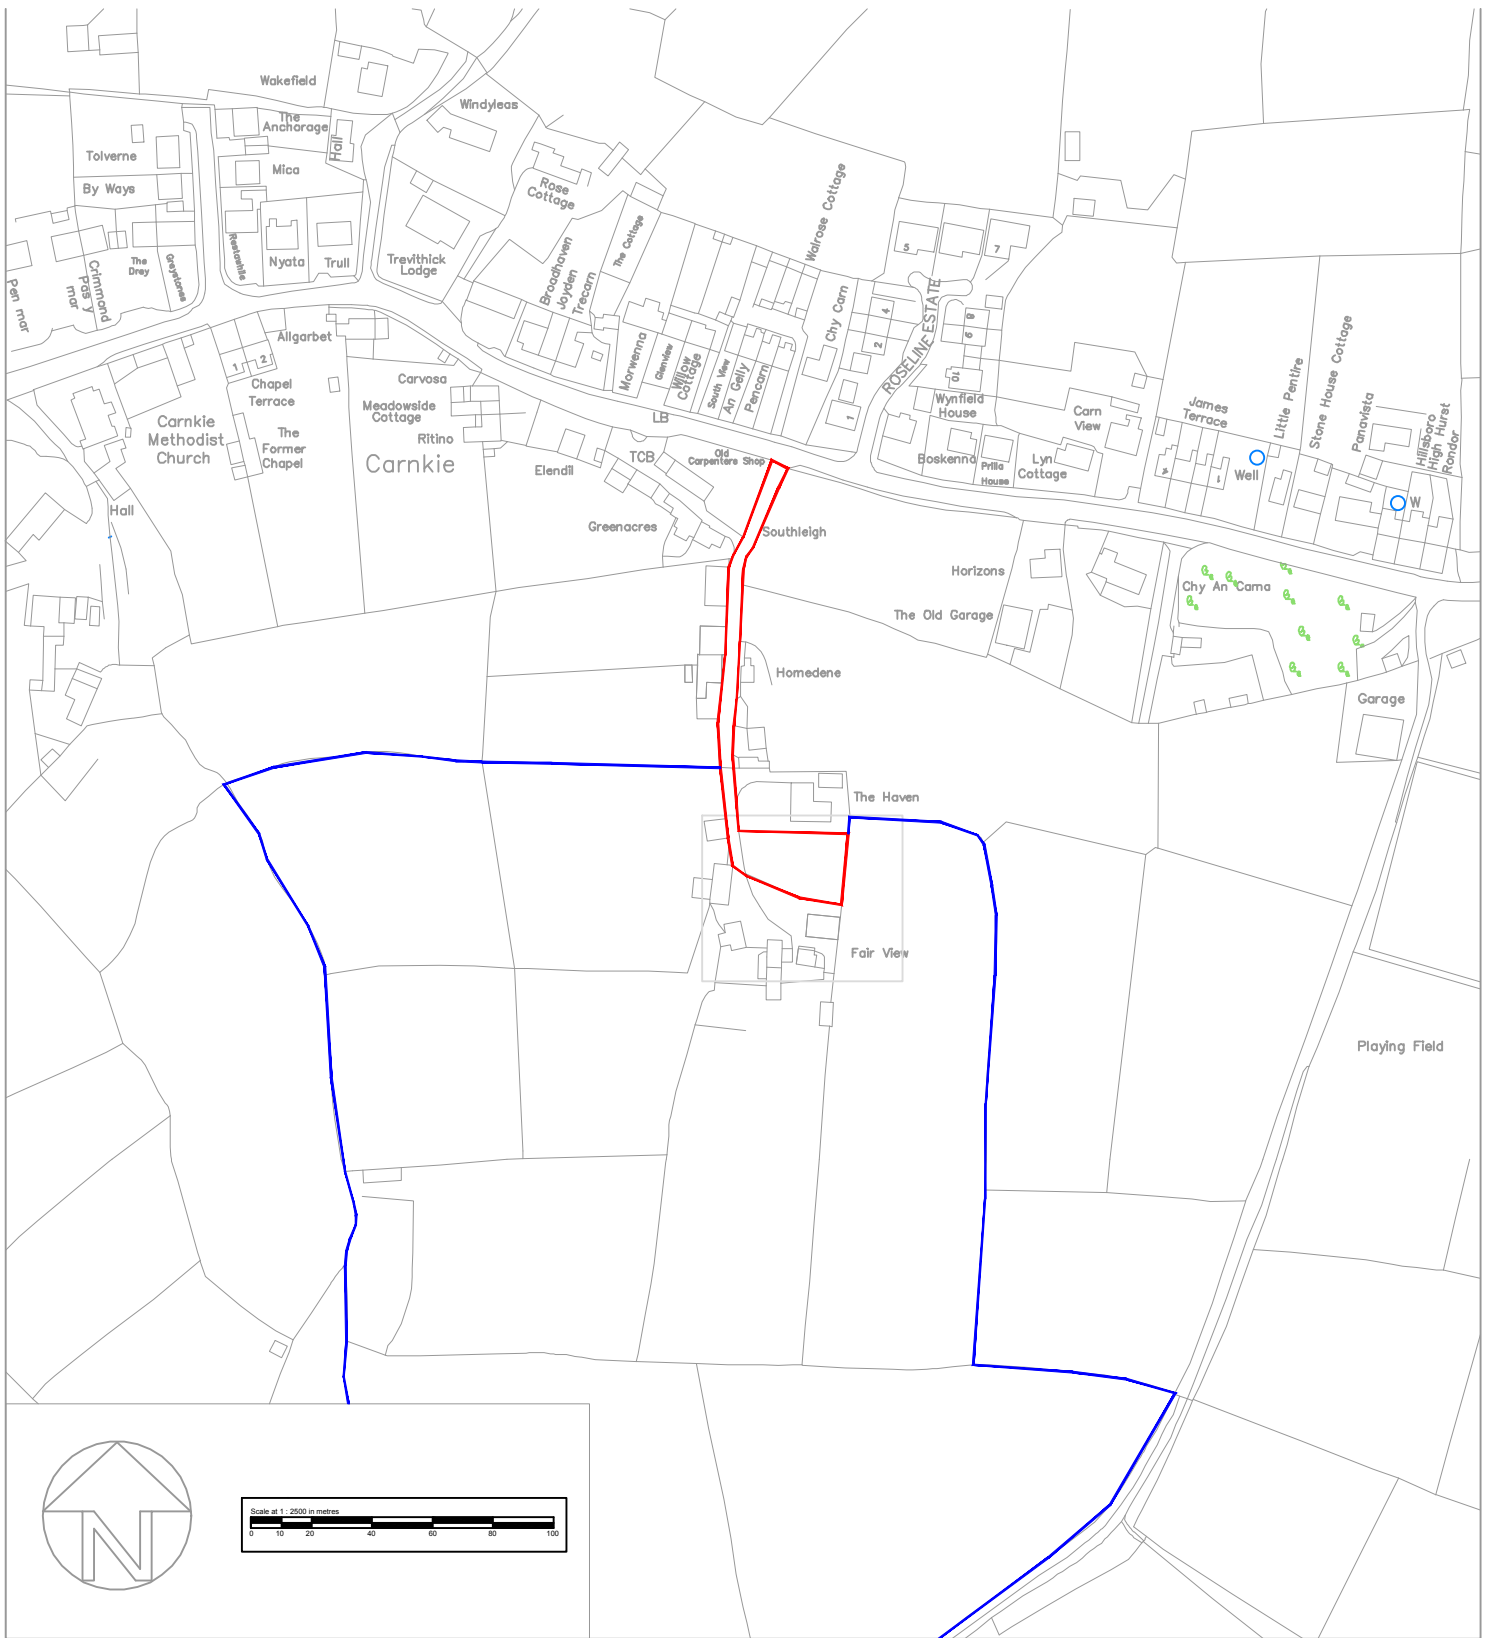 Wakefield
The
Anchorage
Hall
Windyleas
Tolverne
Mica
By Ways
Rose
Cottage
The Cottage
Walrose Cottage
Restawhile
Nyata
Trull
Trevithick
Lodge
The
Drey
Greystones
Crimmond
Pas y
mar
Pen mar
Broadhaven
Joyden
Trecarn
5
7
4
2
8
9
10
1
ROSELINE ESTATE
Chy Carn
Allgarbet
1
2
Chapel
Terrace
Carvosa
Meadowside
Cottage
Ritino
Carnkie
Carnkie
Methodist
Church
The
Former
Chapel
Hall
Morwenna
Glenview
Willow
Cottage
South View
An Gelly
Pencarn
LB
TCB
Elendil
Old
Carpenters Shop
Greenacres
Southleigh
Wynfield
House
Boskenna
Prilla
House
Lyn
Cottage
Carn
View
James
Terrace
4
1
Little Pentire
Stone House Cottage
Panavista
Hillsboro
High Hurst
Rondor
Well
W
Horizons
The Old Garage
Chy An Cama
Garage
Homedene
The Haven
Fair View
Playing Field
N
Scale at 1 : 2500 in metres
0 10 20 40 60 80 100